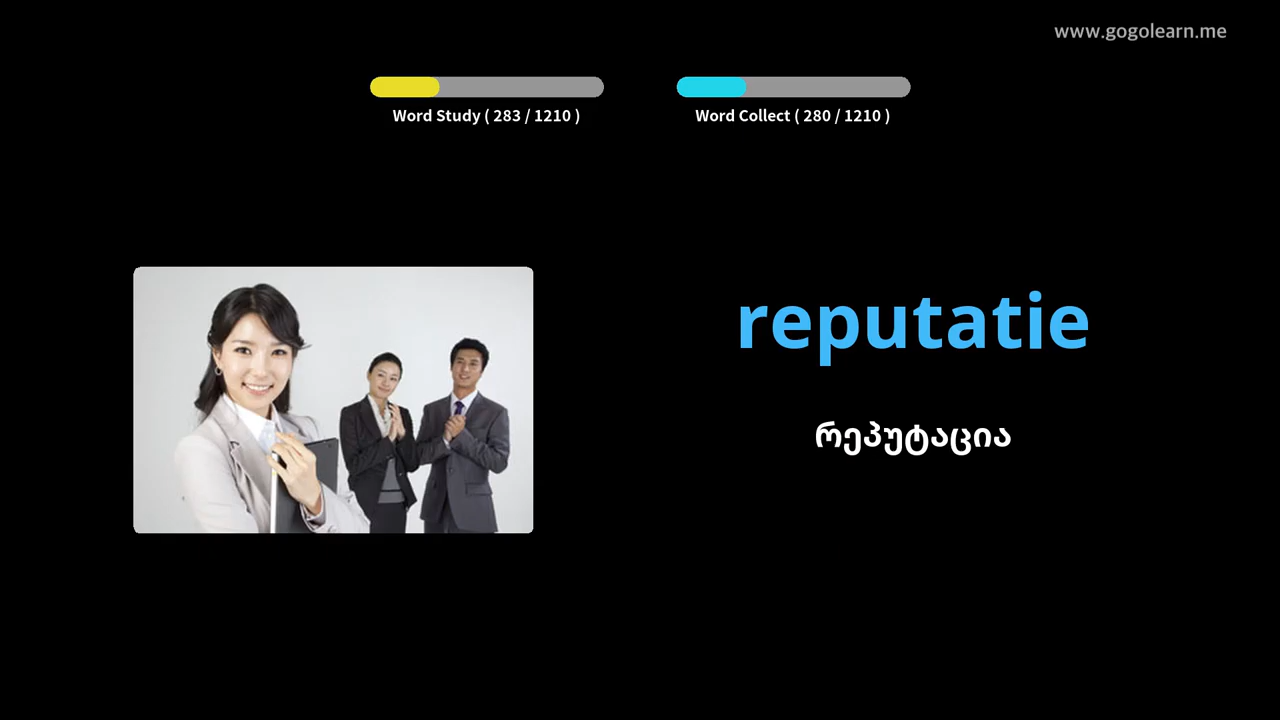 www.gogolearn.me
Word Study ( 283 / 1210 )
Word Collect ( 280 / 1210 )
reputatie
რეპუტაცია